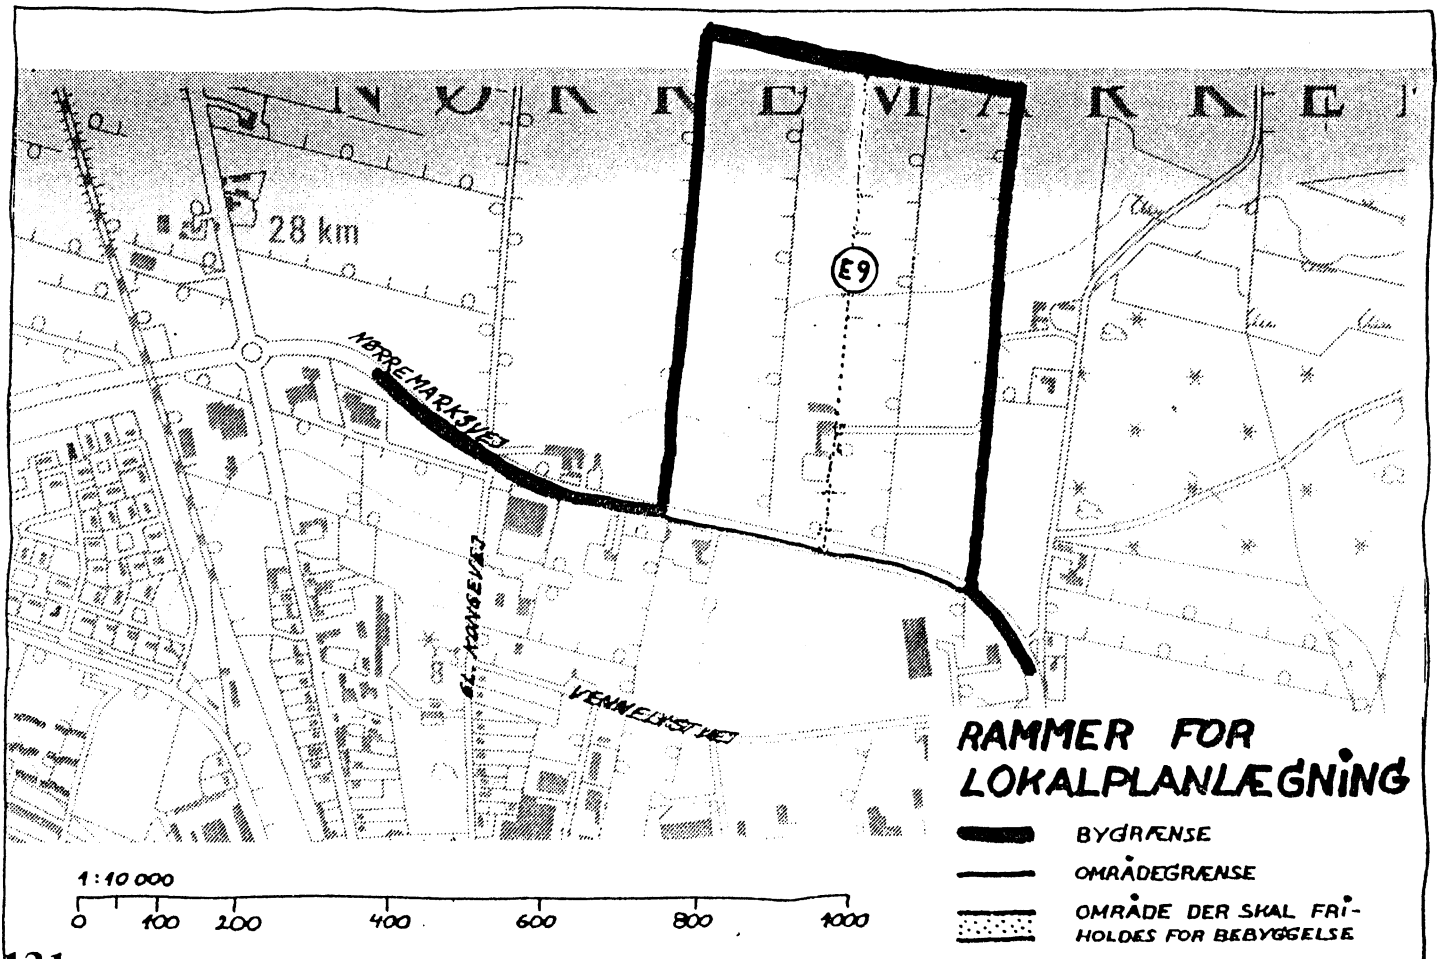 NØRREMARKEN
28 km
E9
NØRREMARKSVEJ
GL. KONGEVEJ
VENNELYSTVEJ
RAMMER FOR
LOKALPLANLÆGNING
BYGRÆNSE
OMRÅDEGRÆNSE
OMRÅDE DER SKAL FRI-
HOLDES FOR BEBYGGELSE
1:10 000
0 100 200 400 600 800 1000